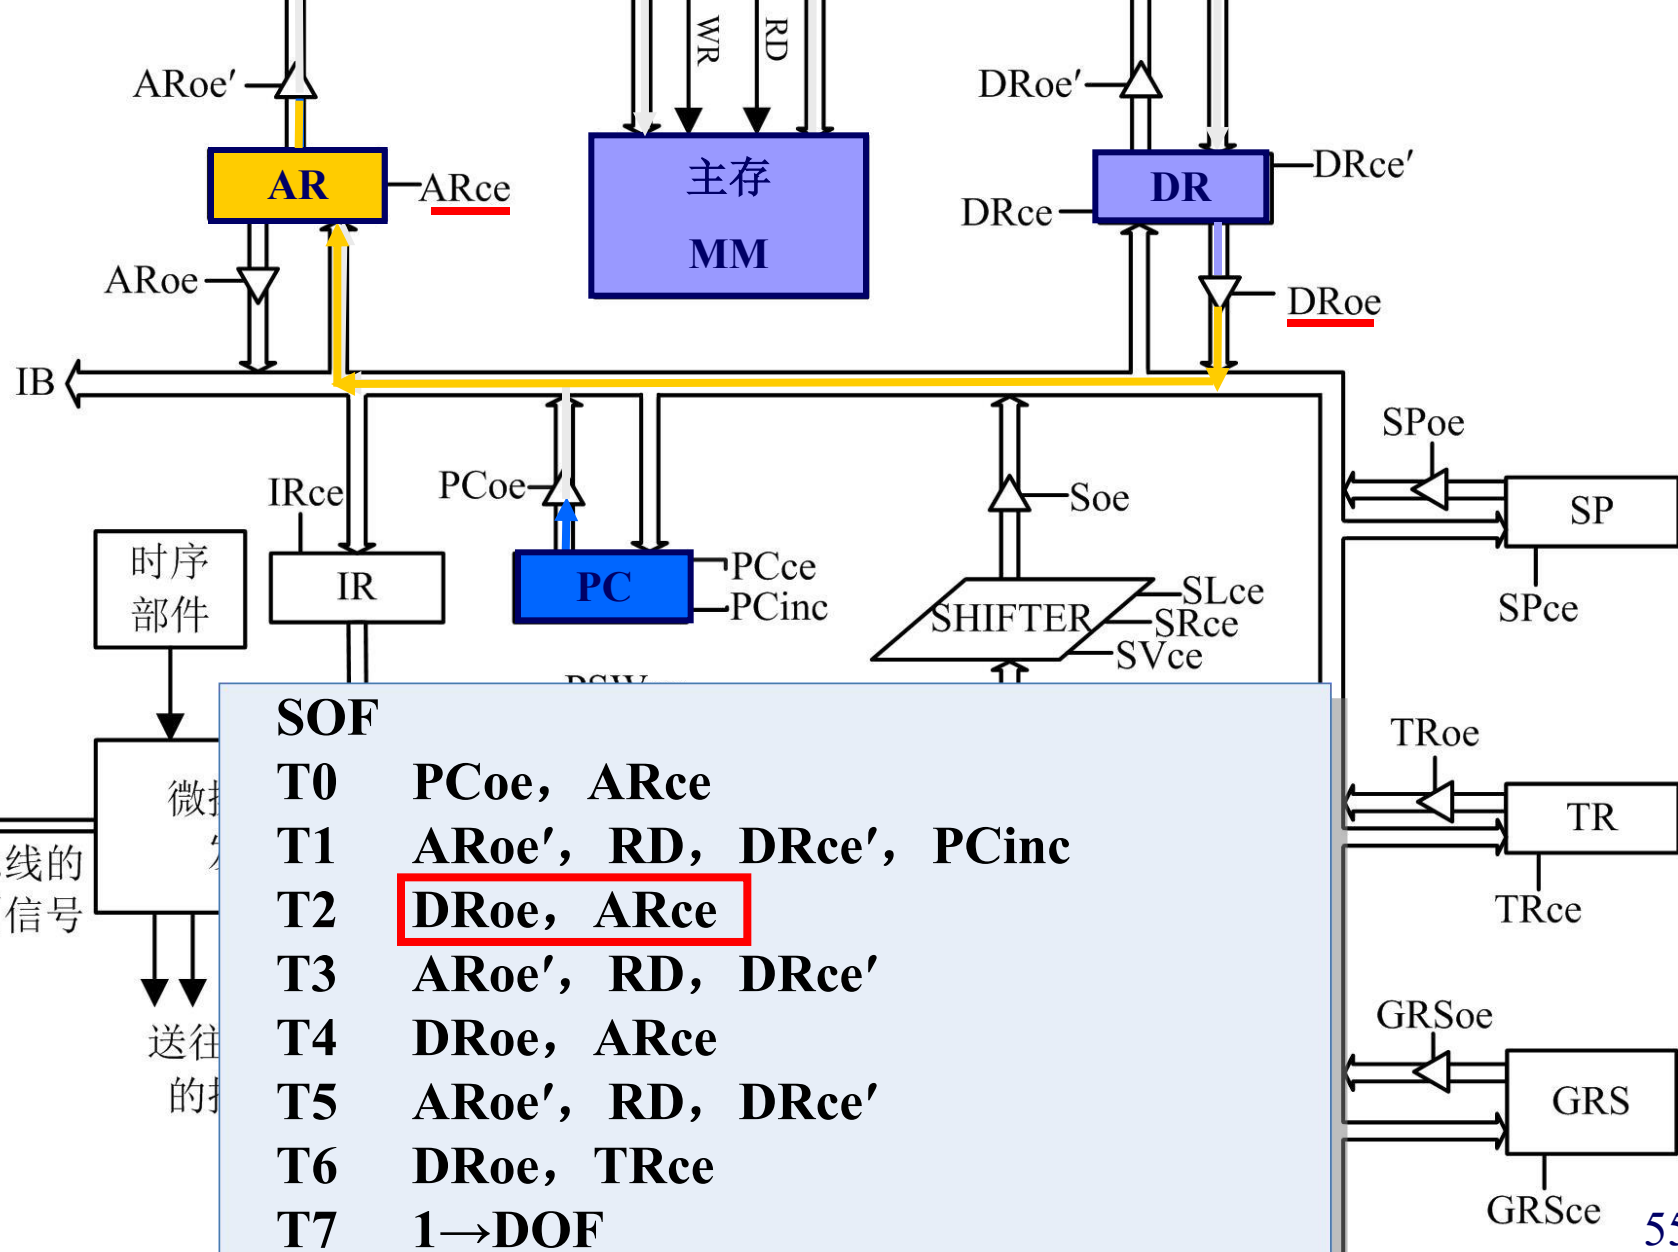 WR
RD
ARoe′
DRoe′
AR
ARce
主存
MM
DR
DRce′
DRce
ARoe
DRoe
IB
SPoe
IRce
PCoe
Soe
SP
时序
部件
IR
PC
PCce
PCinc
SHIFTER
SLce
SRce
SVce
SPce
SOF
T0 PCoe，ARce
T1 ARoe′，RD，DRce′，PCinc
T2 DRoe，ARce
T3 ARoe′，RD，DRce′
T4 DRoe，ARce
T5 ARoe′，RD，DRce′
T6 DRoe，TRce
T7 1→DOF
微
线的
信号
送往
的
TRoe
TR
TRce
GRSoe
GRS
GRSce
55